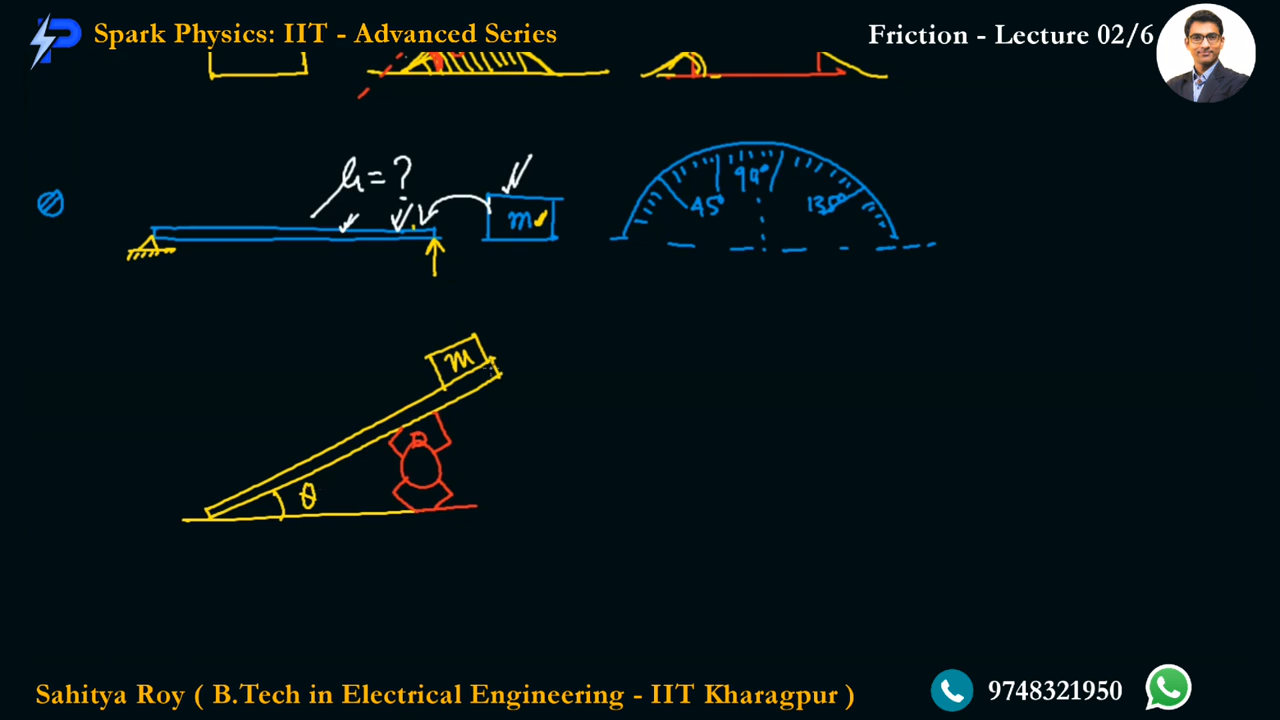 Spark Physics: IIT - Advanced Series
Friction - Lecture 02/6
μ = ?
m
45°
90°
135°
m
θ
Sahitya Roy ( B.Tech in Electrical Engineering - IIT Kharagpur )
9748321950